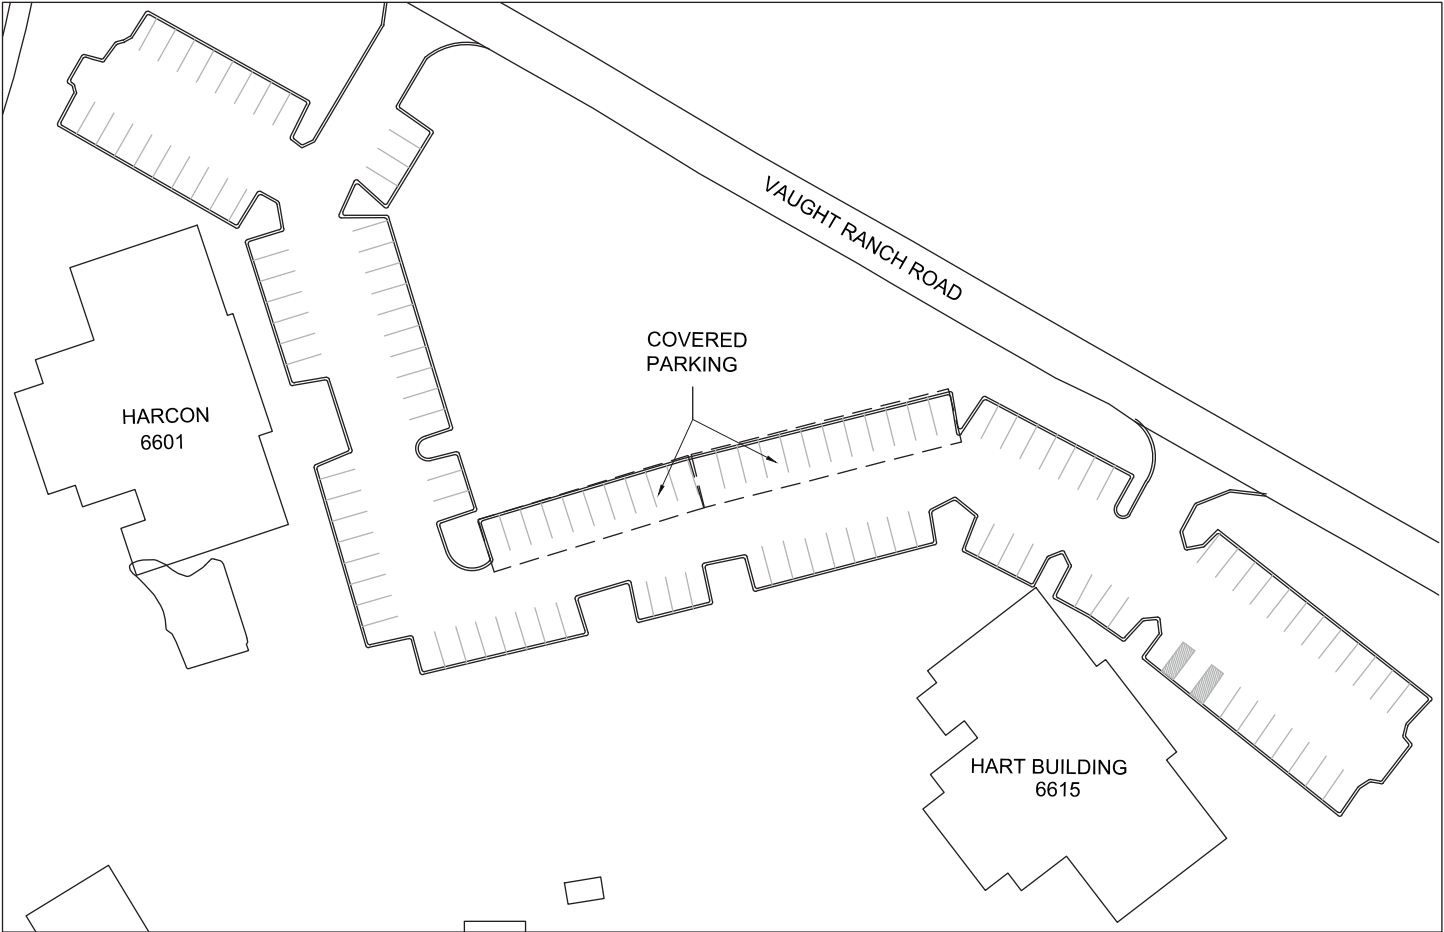 VAUGHT RANCH ROAD
COVERED
PARKING
HARCON
6601
HART BUILDING
6615